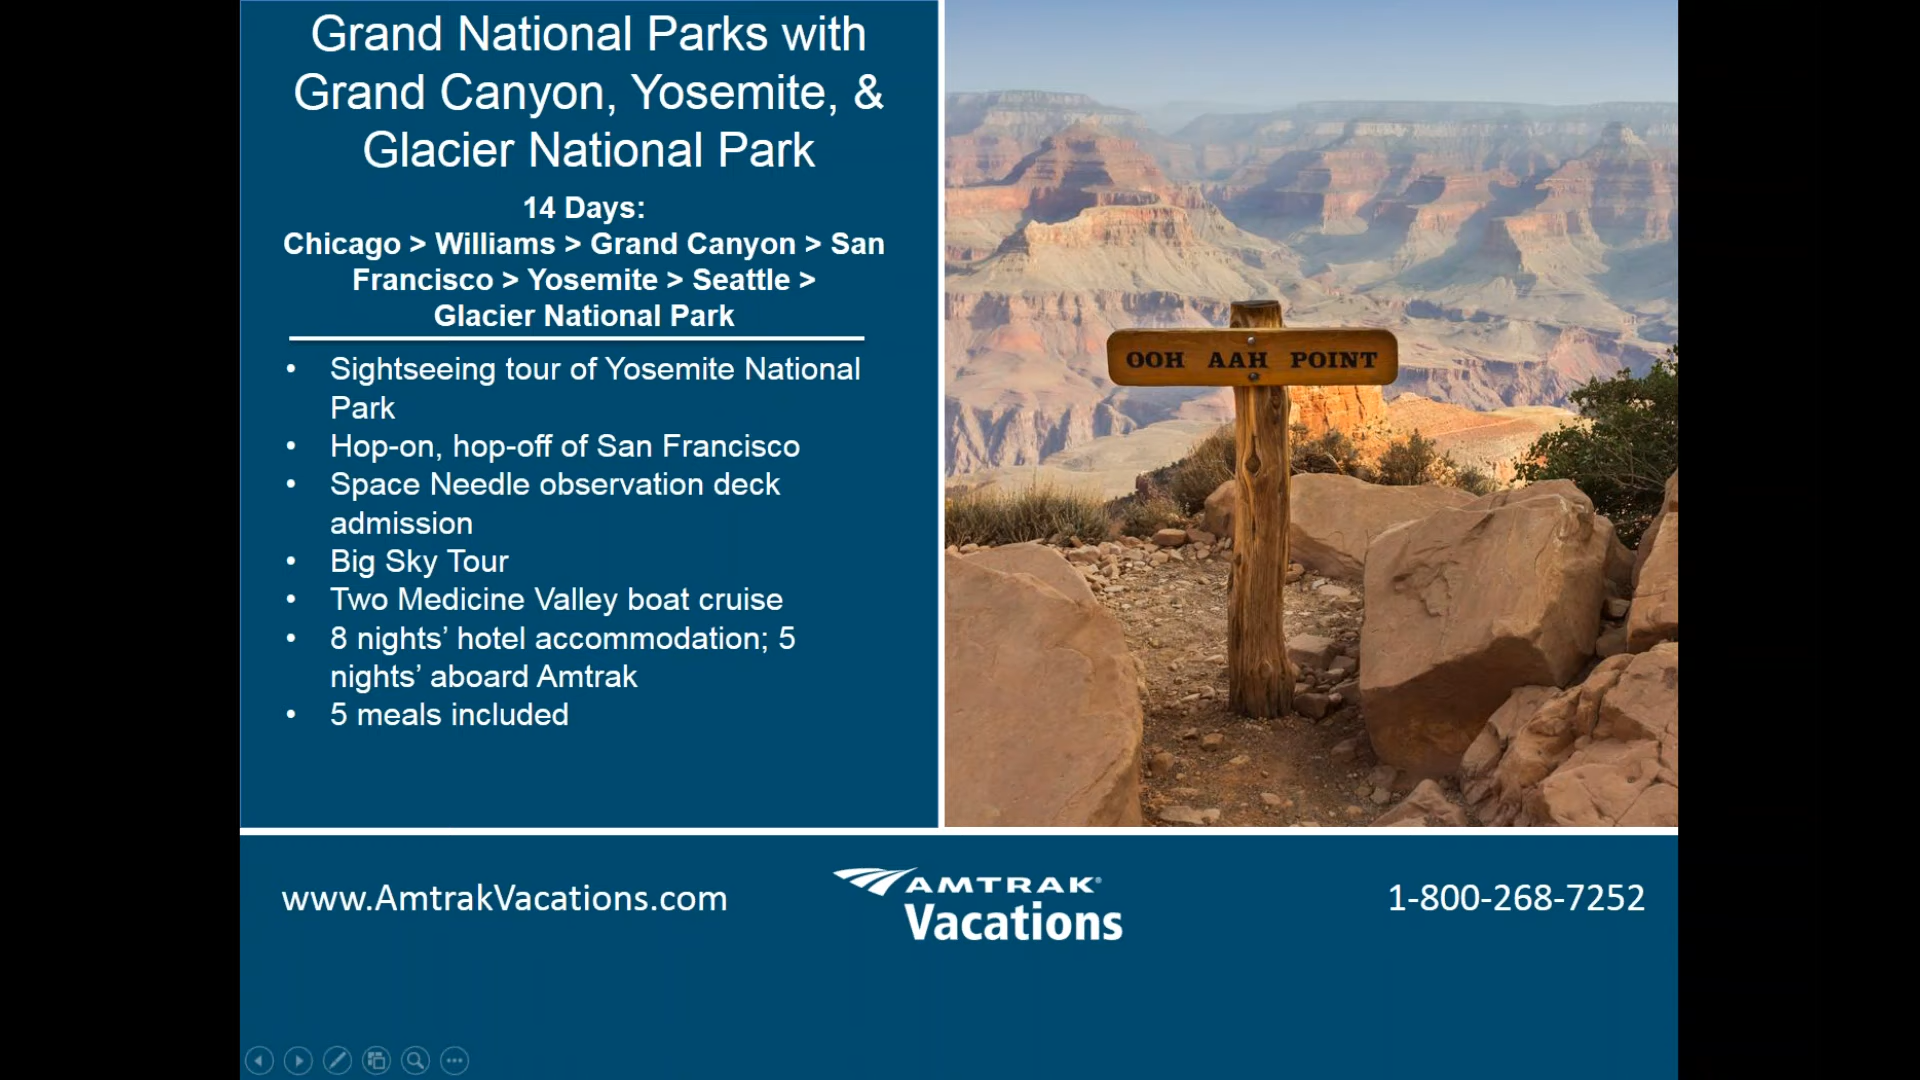 Grand National Parks with
Grand Canyon, Yosemite, &
Glacier National Park
14 Days:
Chicago > Williams > Grand Canyon > San
Francisco > Yosemite > Seattle >
Glacier National Park
• Sightseeing tour of Yosemite National
Park
• Hop-on, hop-off of San Francisco
• Space Needle observation deck
admission
• Big Sky Tour
• Two Medicine Valley boat cruise
• 8 nights’ hotel accommodation; 5
nights’ aboard Amtrak
• 5 meals included
OOH AAH POINT
www.AmtrakVacations.com
AMTRAK®
Vacations
1-800-268-7252